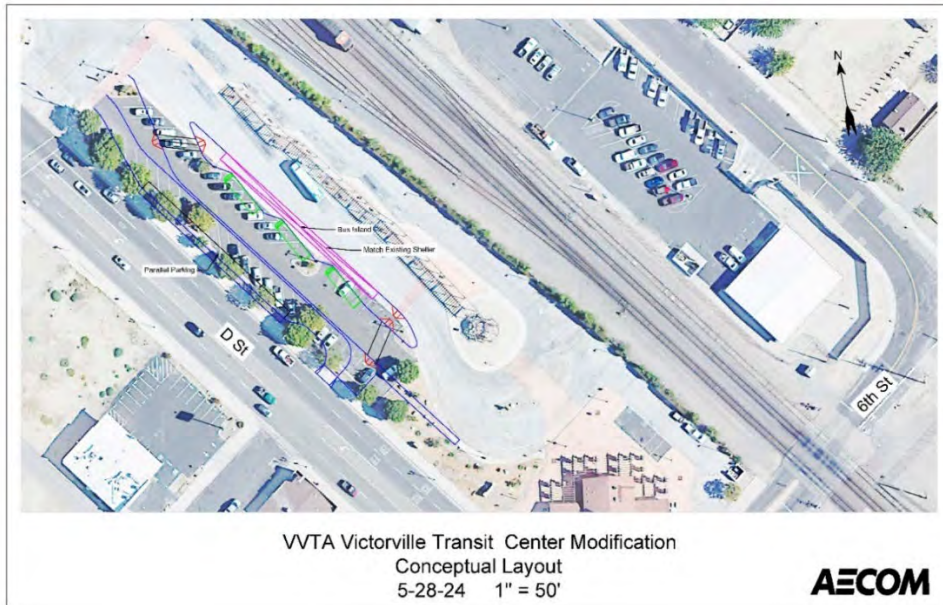 N
Bus Island
Match Existing Shelter
Parallel Parking
D St
6th St
VVTA Victorville Transit Center Modification
Conceptual Layout
5-28-24 1" = 50'
AECOM